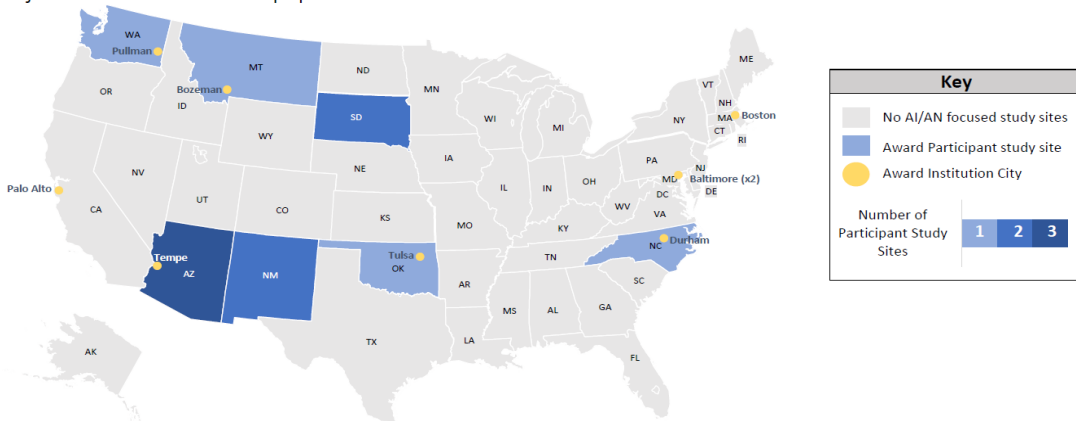 WA
Pullman
MT
Bozeman
ND
MN
ME
VT
NH
OR
ID
SD
WI
MI
NY
MA
Boston
CT
RI
WY
IA
PA
NJ
NE
Palo Alto
NV
UT
CO
IL
IN
OH
MD
Baltimore (x2)
DE
DC
WV
VA
CA
KS
MO
KY
Tempe
AZ
NM
Tulsa
OK
AR
TN
NC
Durham
SC
MS
AL
GA
TX
LA
FL
AK
Key
No AI/AN focused study sites
Award Participant study site
Award Institution City
Number of
Participant Study
Sites
1 2 3